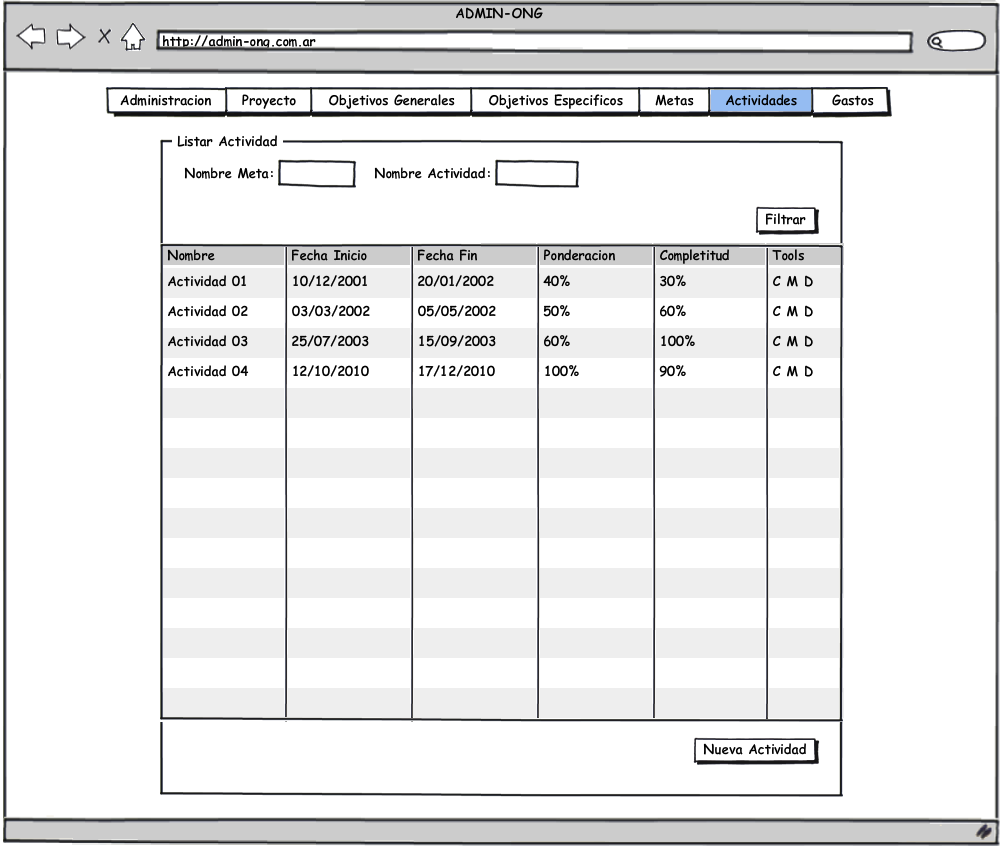 ADMIN-ONG
http://admin-ong.com.ar
Administracion Proyecto Objetivos Generales Objetivos Especificos Metas Actividades Gastos
Listar Actividad
Nombre Meta: Nombre Actividad:
Filtrar
Nombre Fecha Inicio Fecha Fin Ponderacion Completitud Tools
Actividad 01 10/12/2001 20/01/2002 40% 30% C M D
Actividad 02 03/03/2002 05/05/2002 50% 60% C M D
Actividad 03 25/07/2003 15/09/2003 60% 100% C M D
Actividad 04 12/10/2010 17/12/2010 100% 90% C M D
Nueva Actividad